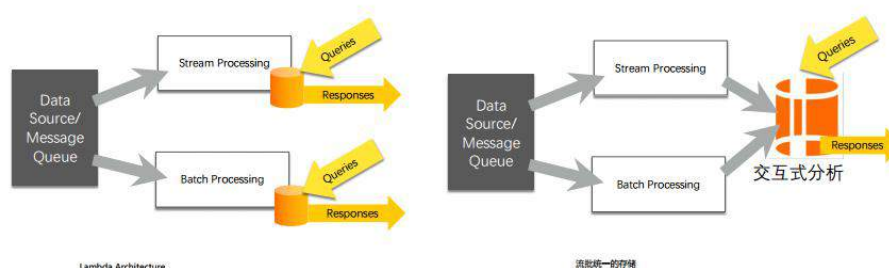 Stream Processing
Queries
Responses
Data
Source/
Message
Queue
Batch Processing
Queries
Responses
Lambda Architecture
Stream Processing
Queries
Data
Source/
Message
Queue
Responses
Batch Processing
交互式分析
流批统一的存储